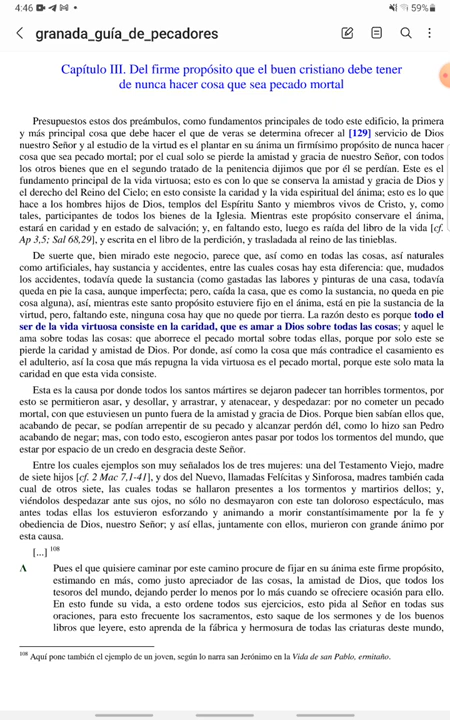 4:46
59%
granada_guía_de_pecadores
Capítulo III. Del firme propósito que el buen cristiano debe tener
de nunca hacer cosa que sea pecado mortal
Presupuestos estos dos preámbulos, como fundamentos principales de todo este edificio, la primera
y más principal cosa que debe hacer el que de veras se determina ofrecer al [129] servicio de Dios
nuestro Señor y al estudio de la virtud es el plantar en su ánima un firmísimo propósito de nunca hacer
cosa que sea pecado mortal; por el cual solo se pierde la amistad y gracia de nuestro Señor, con todos
los otros bienes que en el segundo tratado de la penitencia dijimos que por él se perdían. Este es el
fundamento principal de la vida virtuosa; esto es con lo que se conserva la amistad y gracia de Dios y
el derecho del Reino del Cielo; en esto consiste la caridad y la vida espiritual del ánima; esto es lo que
hace a los hombres hijos de Dios, templos del Espíritu Santo y miembros vivos de Cristo, y, como
tales, participantes de todos los bienes de la Iglesia. Mientras este propósito conservare el ánima,
estará en caridad y en estado de salvación; y, en faltando esto, luego es raída del libro de la vida [cf.
Ap 3,5; Sal 68,29], y escrita en el libro de la perdición, y trasladada al reino de las tinieblas.
De suerte que, bien mirado este negocio, parece que, así como en todas las cosas, así naturales
como artificiales, hay sustancia y accidentes, entre las cuales cosas hay esta diferencia: que, mudados
los accidentes, todavía quede la sustancia (como gastadas las labores y pinturas de una casa, todavía
queda en pie la casa, aunque imperfecta; pero, caída la casa, que es como la sustancia, no queda en pie
cosa alguna), así, mientras este santo propósito estuviere fijo en el ánima, está en pie la sustancia de la
virtud, pero, faltando este, ninguna cosa hay que no quede por tierra. La razón desto es porque todo el
ser de la vida virtuosa consiste en la caridad, que es amar a Dios sobre todas las cosas; y aquel le
ama sobre todas las cosas: que aborrece el pecado mortal sobre todas ellas, porque por solo este se
pierde la caridad y amistad de Dios. Por donde, así como la cosa que más contradice el casamiento es
el adulterio, así la cosa que más repugna la vida virtuosa es el pecado mortal, porque este solo mata la
caridad en que esta vida consiste.
Esta es la causa por donde todos los santos mártires se dejaron padecer tan horribles tormentos, por
esto se permitieron asar, y desollar, y arrastrar, y atenacear, y despedazar: por no cometer un pecado
mortal, con que estuviesen un punto fuera de la amistad y gracia de Dios. Porque bien sabían ellos que,
acabando de pecar, se podían arrepentir de su pecado y alcanzar perdón dél, como lo hizo san Pedro
acabando de negar; mas, con todo esto, escogieron antes pasar por todos los tormentos del mundo, que
estar por espacio de un credo en desgracia deste Señor.
Entre los cuales ejemplos son muy señalados los de tres mujeres: una del Testamento Viejo, madre
de siete hijos [cf. 2 Mac 7,1-41], y dos del Nuevo, llamadas Felícitas y Sinforosa, madres también cada
cual de otros siete, las cuales todas se hallaron presentes a los tormentos y martirios dellos; y,
viéndolos despedazar ante sus ojos, no sólo no desmayaron con este tan doloroso espectáculo, mas
antes todas ellas los estuvieron esforzando y animando a morir constantísimamente por la fe y
obediencia de Dios, nuestro Señor; y así ellas, juntamente con ellos, murieron con grande ánimo por
esta causa.
[...] 108
A Pues el que quisiere caminar por este camino procure de fijar en su ánima este firme propósito,
estimando en más, como justo apreciador de las cosas, la amistad de Dios, que todos los
tesoros del mundo, dejando perder lo menos por lo más cuando se ofreciere ocasión para ello.
En esto funde su vida, a esto ordene todos sus ejercicios, esto pida al Señor en todas sus
oraciones, para esto frecuente los sacramentos, esto saque de los sermones y de los buenos
libros que leyere, esto aprenda de la fábrica y hermosura de todas las criaturas deste mundo,
108 Aquí pone también el ejemplo de un joven, según lo narra san Jerónimo en la Vida de san Pablo, ermitaño.